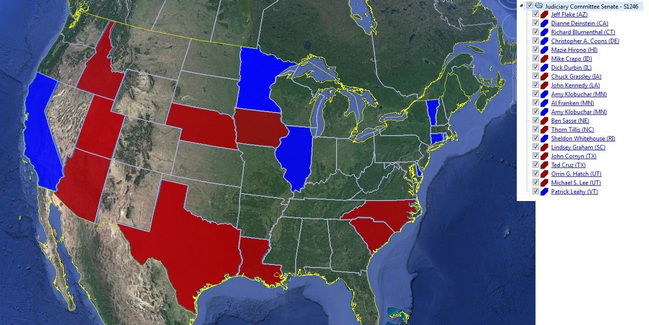 Judiciary Committee Senate - S1246
Jeff Flake (AZ)
Dianne Deinstein (CA)
Richard Blumenthal (CT)
Christopher A. Coons (DE)
Mazie Hirono (HI)
Mike Crapo (ID)
Dick Durbin (IL)
Chuck Grassley (IA)
John Kennedy (LA)
Amy Klobuchar (MN)
Al Franken (MN)
Amy Klobuchar (MN)
Ben Sasse (NE)
Thom Tillis (NC)
Sheldon Whitehouse (RI)
Lindsey Graham (SC)
John Cornyn (TX)
Ted Cruz (TX)
Orrin G. Hatch (UT)
Michael S. Lee (UT)
Patrick Leahy (VT)